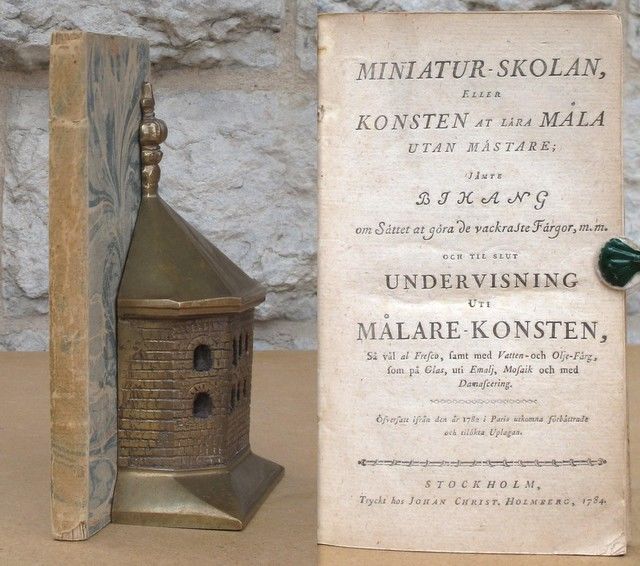 MINIATUR-SKOLAN,
ELLER
KONSTEN AT LÄRA MÅLA
UTAN MÄSTARE;
JÄMTE
BIHANG
om Sättet at göra de vackraste Färgor, m. m.
OCH TIL SLUT
UNDERVISNING
UTI
MÅLARE-KONSTEN,
Så väl al Fresco, samt med Vatten- och Olje-Färg,
som på Glas, uti Emalj, Mosaik och med
Damascering.
Öfversatt ifrån den år 1782 i Paris utkomna förbättrade
och tilökta Uplagan.
STOCKHOLM,
Tryckt hos JOHAN CHRIST. HOLMBERG, 1784.